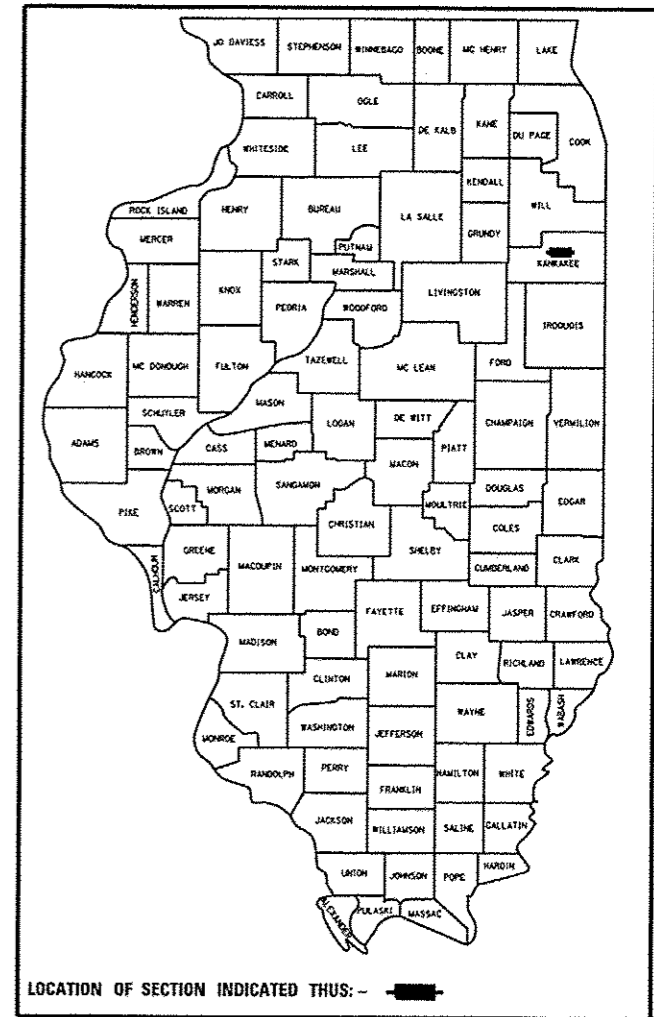 JO DAVIESS STEPHENSON WINNEBAGO BOONE MC HENRY LAKE
CARROLL OGLE DE KALB KANE DU PAGE COOK
WHITESIDE LEE KENDALL WILL
ROCK ISLAND HENRY BUREAU LA SALLE GRUNDY
MERCER PUTNAM KANKAKEE
STARK MARSHALL
HENDERSON WARREN KNOX PEORIA WOODFORD LIVINGSTON IROQUOIS
HANCOCK MC DONOUGH FULTON TAZEWELL MC LEAN FORD
SCHUYLER MASON LOGAN DE WITT CHAMPAIGN VERMILION
ADAMS BROWN CASS MENARD MACON PIATT
PIKE SCOTT MORGAN SANGAMON CHRISTIAN MOULTRIE DOUGLAS EDGAR
COLES
CALHOUN GREENE MACOUPIN MONTGOMERY SHELBY CUMBERLAND CLARK
JERSEY FAYETTE EFFINGHAM JASPER CRAWFORD
MADISON BOND CLAY RICHLAND LAWRENCE
CLINTON MARION
ST. CLAIR WASHINGTON JEFFERSON WAYNE EDWARDS WABASH
MONROE
RANDOLPH PERRY HAMILTON WHITE
FRANKLIN
JACKSON WILLIAMSON SALINE GALLATIN
UNION JOHNSON POPE HARDIN
ALEXANDER PULASKI MASSAC
LOCATION OF SECTION INDICATED THUS: -